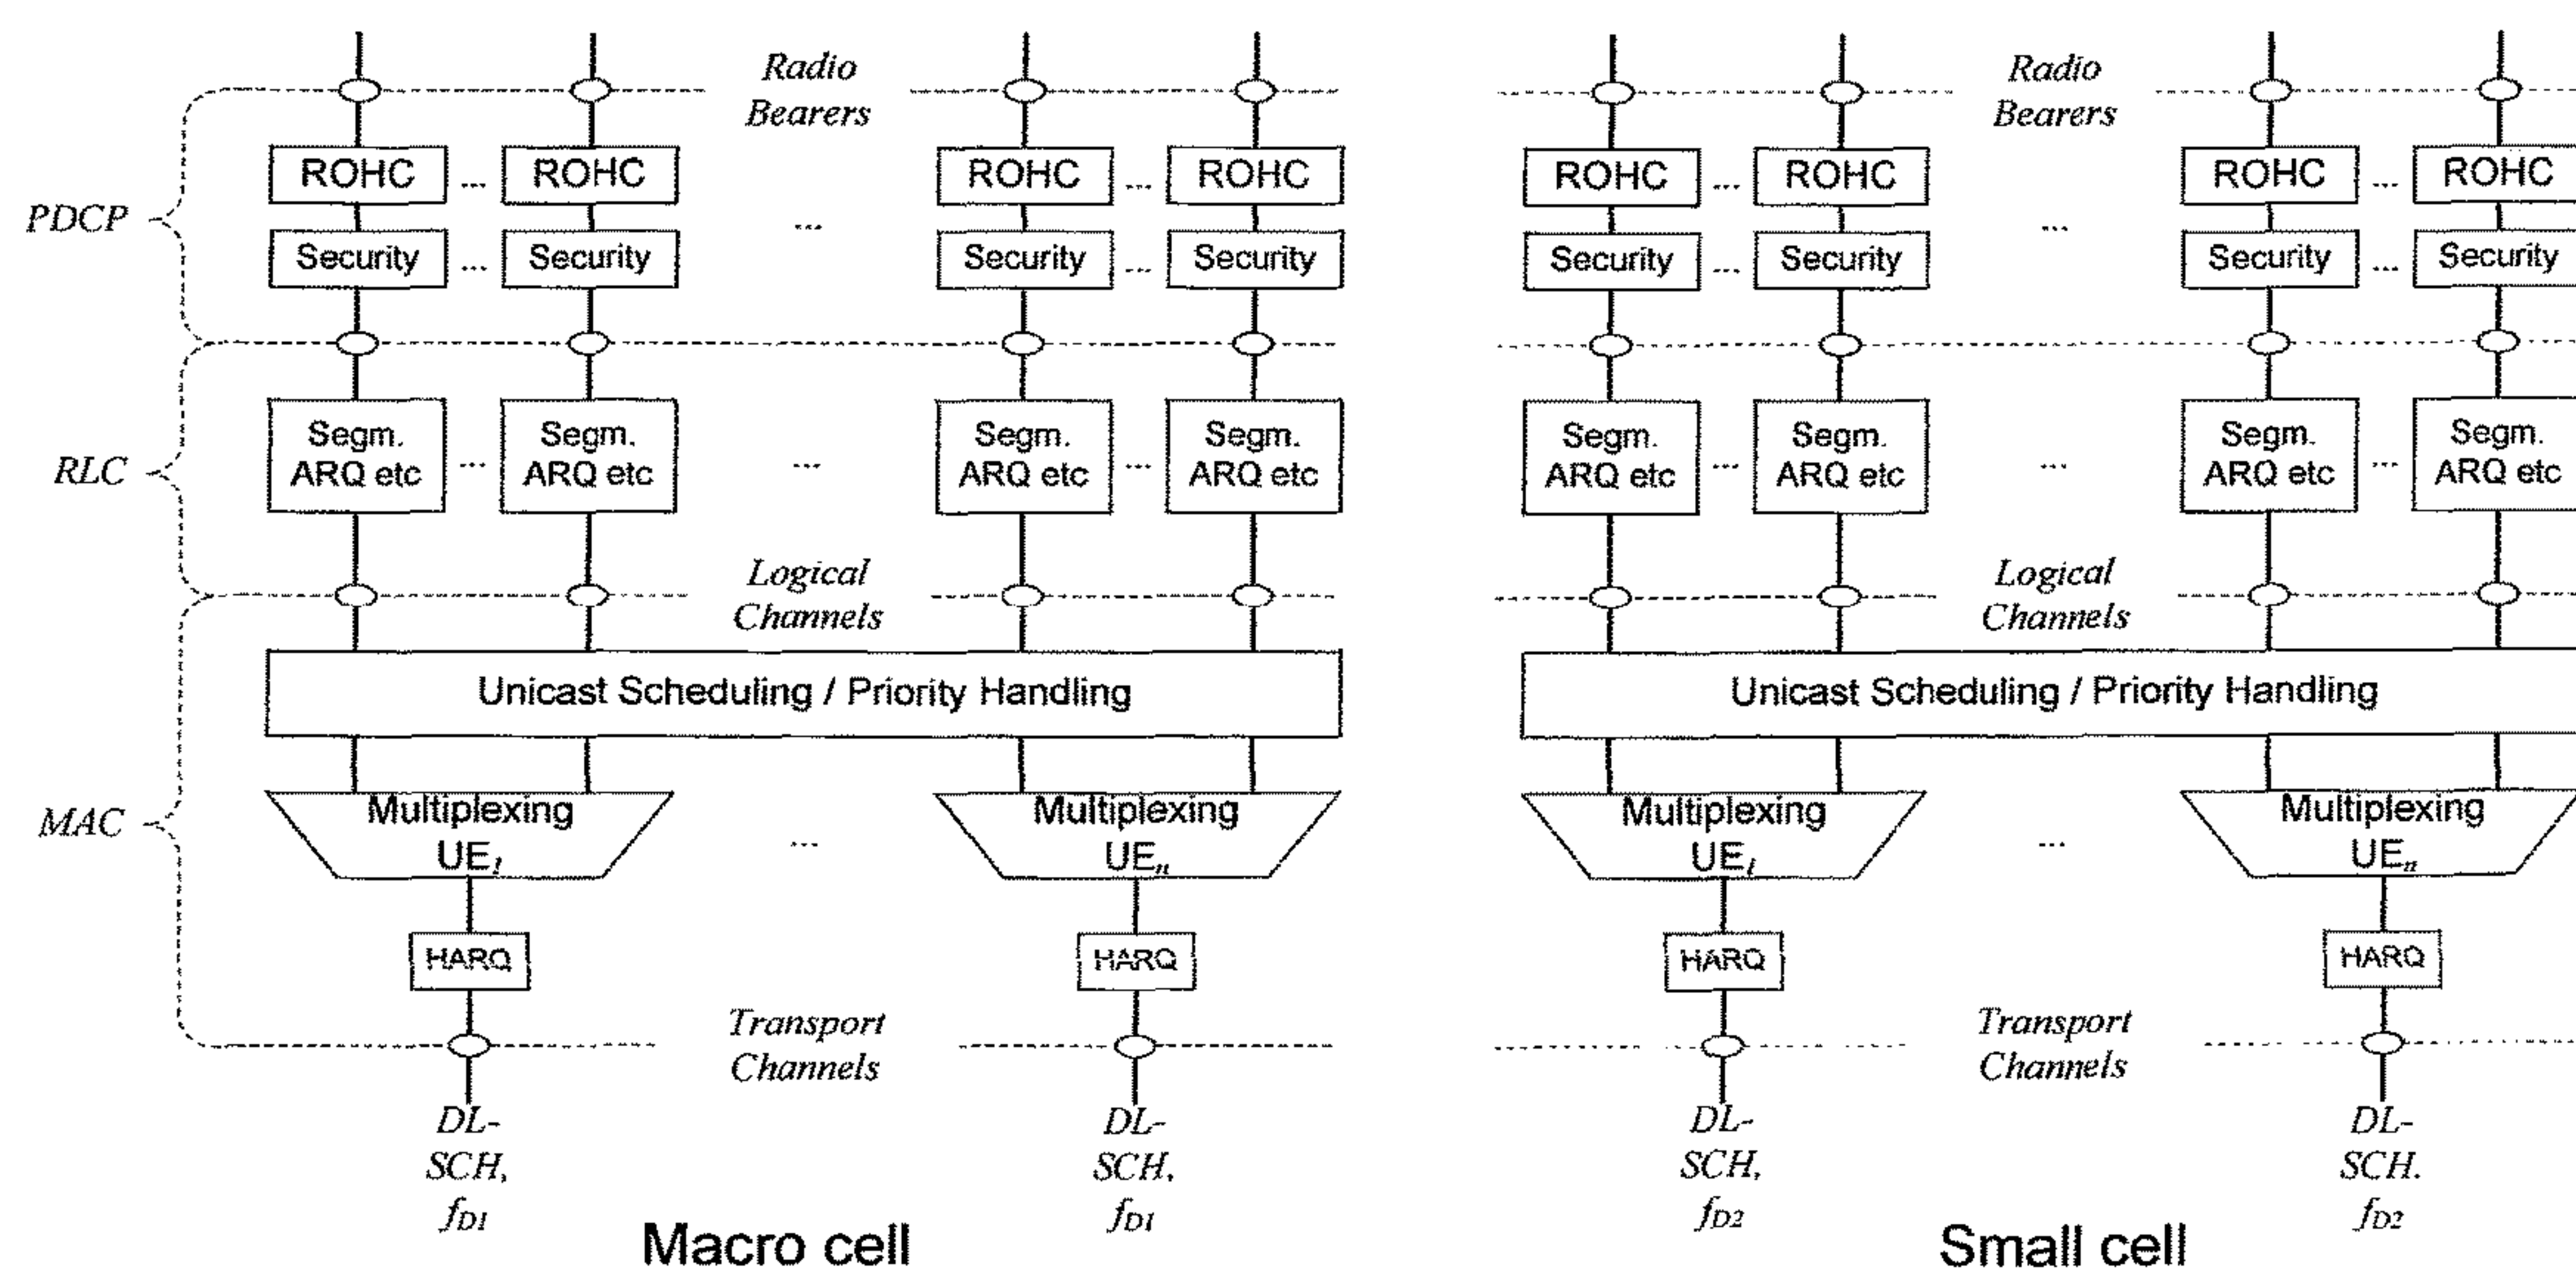 Radio
Bearers
Radio
Bearers
PDCP
ROHC ... ROHC ROHC ... ROHC ROHC ... ROHC ROHC ... ROHC
... ...
Security ... Security Security ... Security Security ... Security Security ... Security
RLC
Segm. Segm. Segm. Segm. Segm. Segm. Segm. Segm.
ARQ etc ... ARQ etc ... ARQ etc ... ARQ etc ARQ etc ... ARQ etc ... ARQ etc ... ARQ etc
Logical
Channels
Logical
Channels
MAC
Unicast Scheduling / Priority Handling
Unicast Scheduling / Priority Handling
Multiplexing
UE1
...
Multiplexing
UEn
Multiplexing
UE1
...
Multiplexing
UEn
HARQ HARQ HARQ HARQ
Transport
Channels
Transport
Channels
DL-
SCH,
fD1
DL-
SCH,
fD1
DL-
SCH,
fD2
DL-
SCH.
fD2
Macro cell
Small cell